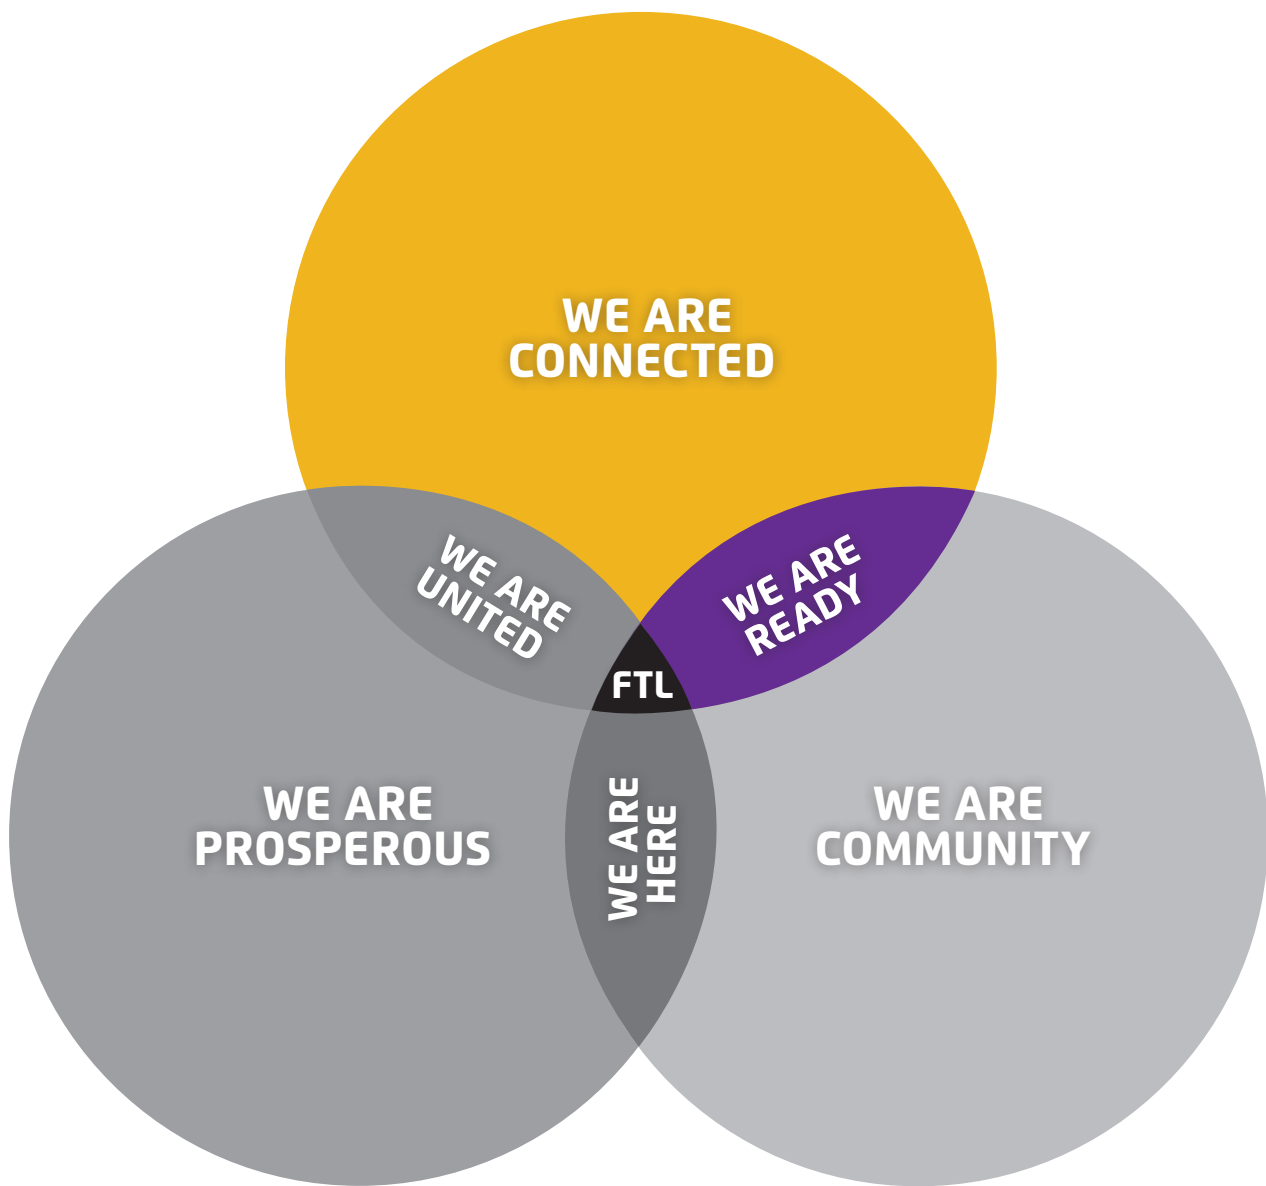 WE ARE
CONNECTED
WE ARE
UNITED
WE ARE
READY
FTL
WE ARE
PROSPEROUS
WE ARE
HERE
WE ARE
COMMUNITY